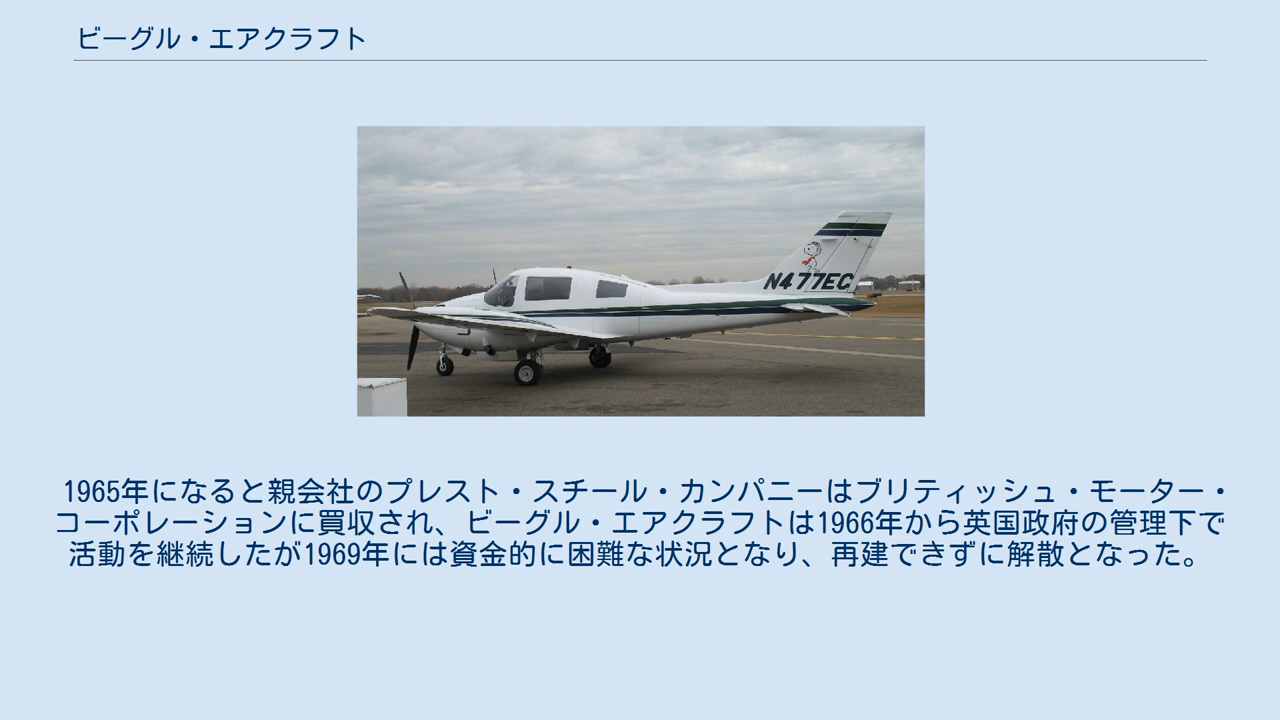 ビーグル・エアクラフト
N477EC
1965年になると親会社のプレスト・スチール・カンパニーはブリティッシュ・モーター・
コーポレーションに買収され、ビーグル・エアクラフトは1966年から英国政府の管理下で
活動を継続したが1969年には資金的に困難な状況となり、再建できずに解散となった。